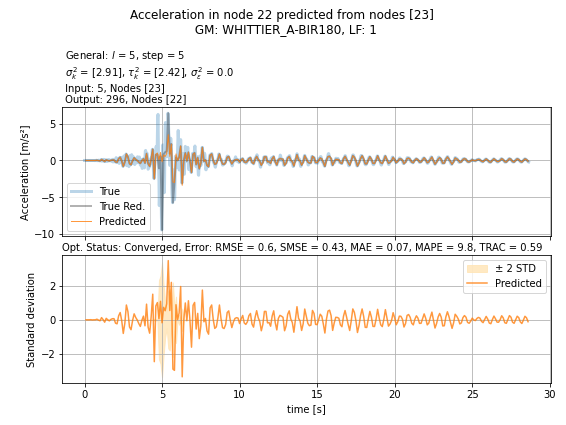 Acceleration in node 22 predicted from nodes [23]
GM: WHITTIER_A-BIR180, LF: 1
General: l = 5, step = 5
σ²ₖ = [2.91], τ²ₖ = [2.42], σ²ε = 0.0
Input: 5, Nodes [23]
Output: 296, Nodes [22]
Acceleration [m/s²]
5
0
−5
−10
True
True Red.
Predicted
Opt. Status: Converged, Error: RMSE = 0.6, SMSE = 0.43, MAE = 0.07, MAPE = 9.8, TRAC = 0.59
Standard deviation
2
0
−2
± 2 STD
Predicted
0 5 10 15 20 25 30
time [s]